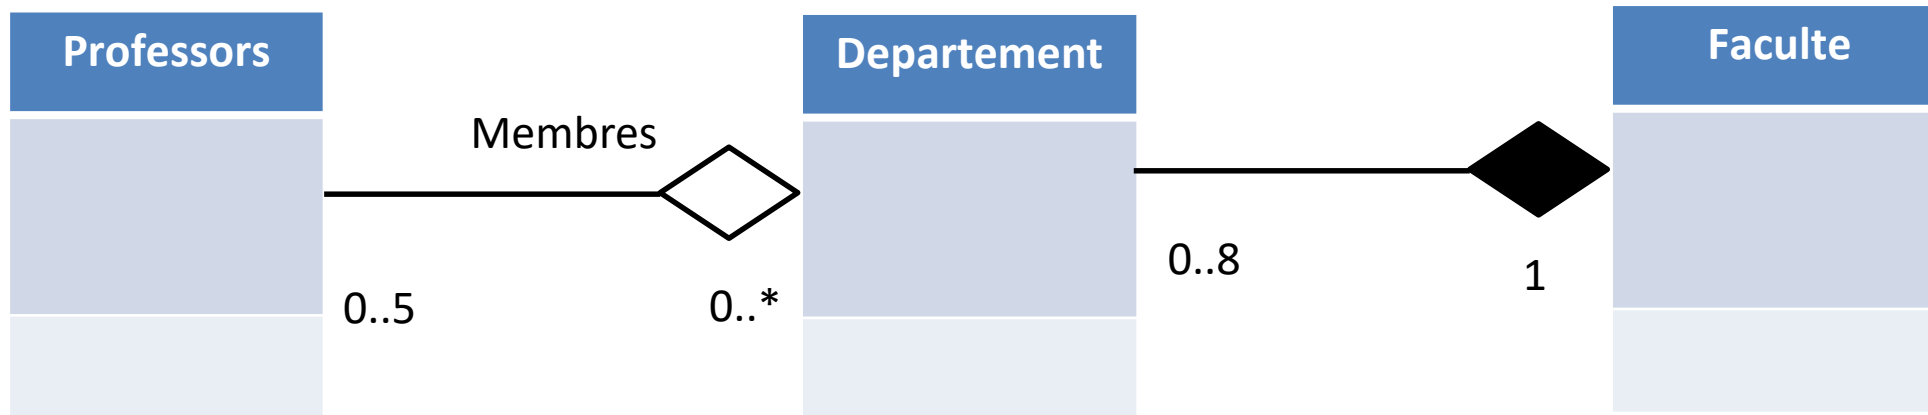 Professors
Departement
Faculte
Membres
0..5
0..*
0..8
1